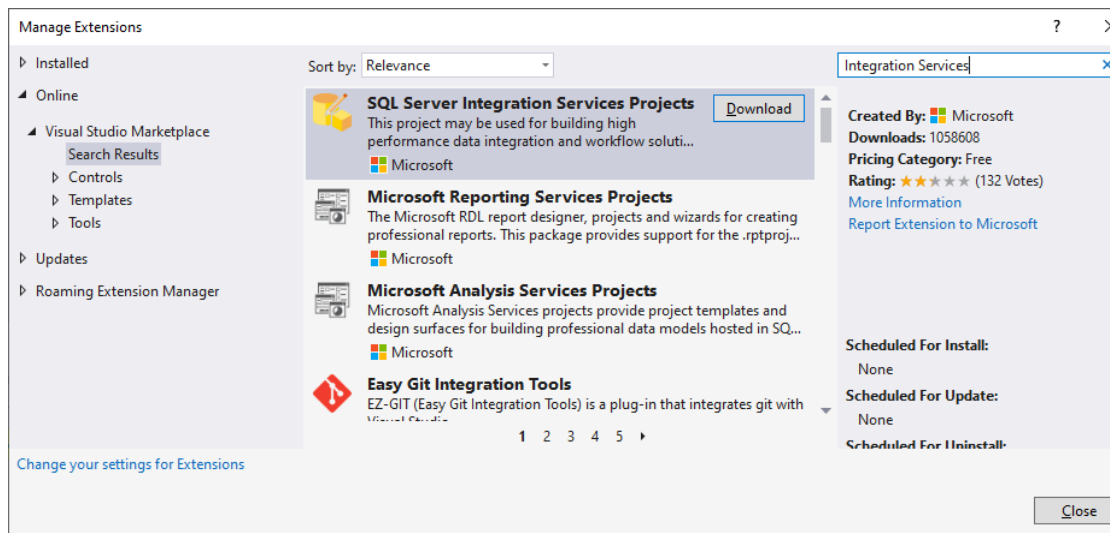 Manage Extensions
?
Installed
Online
Visual Studio Marketplace
Search Results
Controls
Templates
Tools
Updates
Roaming Extension Manager
Change your settings for Extensions
Sort by: Relevance
SQL Server Integration Services Projects
This project may be used for building high
performance data integration and workflow soluti...
Microsoft
Download
Microsoft Reporting Services Projects
The Microsoft RDL report designer, projects and wizards for creating
professional reports. This package provides support for the .rptproj...
Microsoft
Microsoft Analysis Services Projects
Microsoft Analysis Services projects provide project templates and
design surfaces for building professional data models hosted in SQ...
Microsoft
Easy Git Integration Tools
EZ-GIT (Easy Git Integration Tools) is a plug-in that integrates git with
Visual Studio
1 2 3 4 5
Integration Services
Created By: Microsoft
Downloads: 1058608
Pricing Category: Free
Rating: (132 Votes)
More Information
Report Extension to Microsoft
Scheduled For Install:
None
Scheduled For Update:
None
Scheduled For Uninstall:
Close